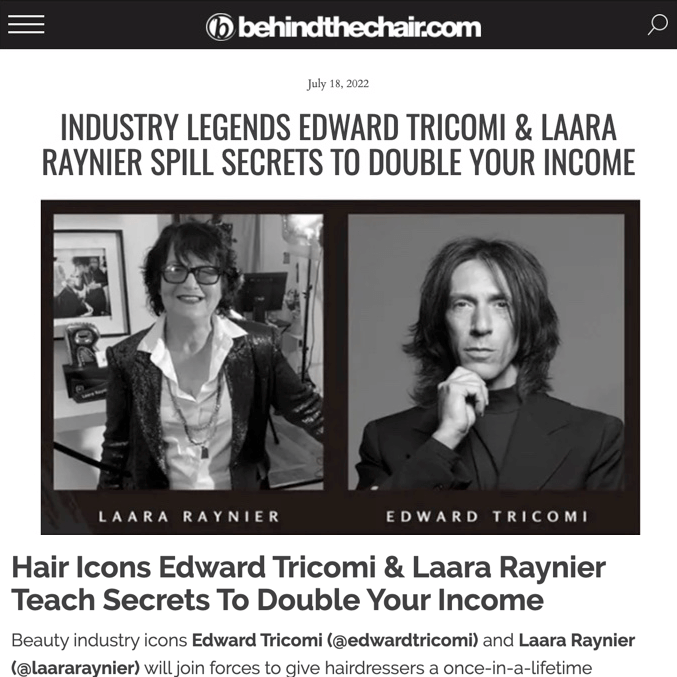 behindthechair.com
July 18, 2022
INDUSTRY LEGENDS EDWARD TRICOMI & LAARA
RAYNIER SPILL SECRETS TO DOUBLE YOUR INCOME
LAARA RAYNIER
EDWARD TRICOMI
Hair Icons Edward Tricomi & Laara Raynier
Teach Secrets To Double Your Income
Beauty industry icons Edward Tricomi (@edwardtricomi) and Laara Raynier
(@laararaynier) will join forces to give hairdressers a once-in-a-lifetime